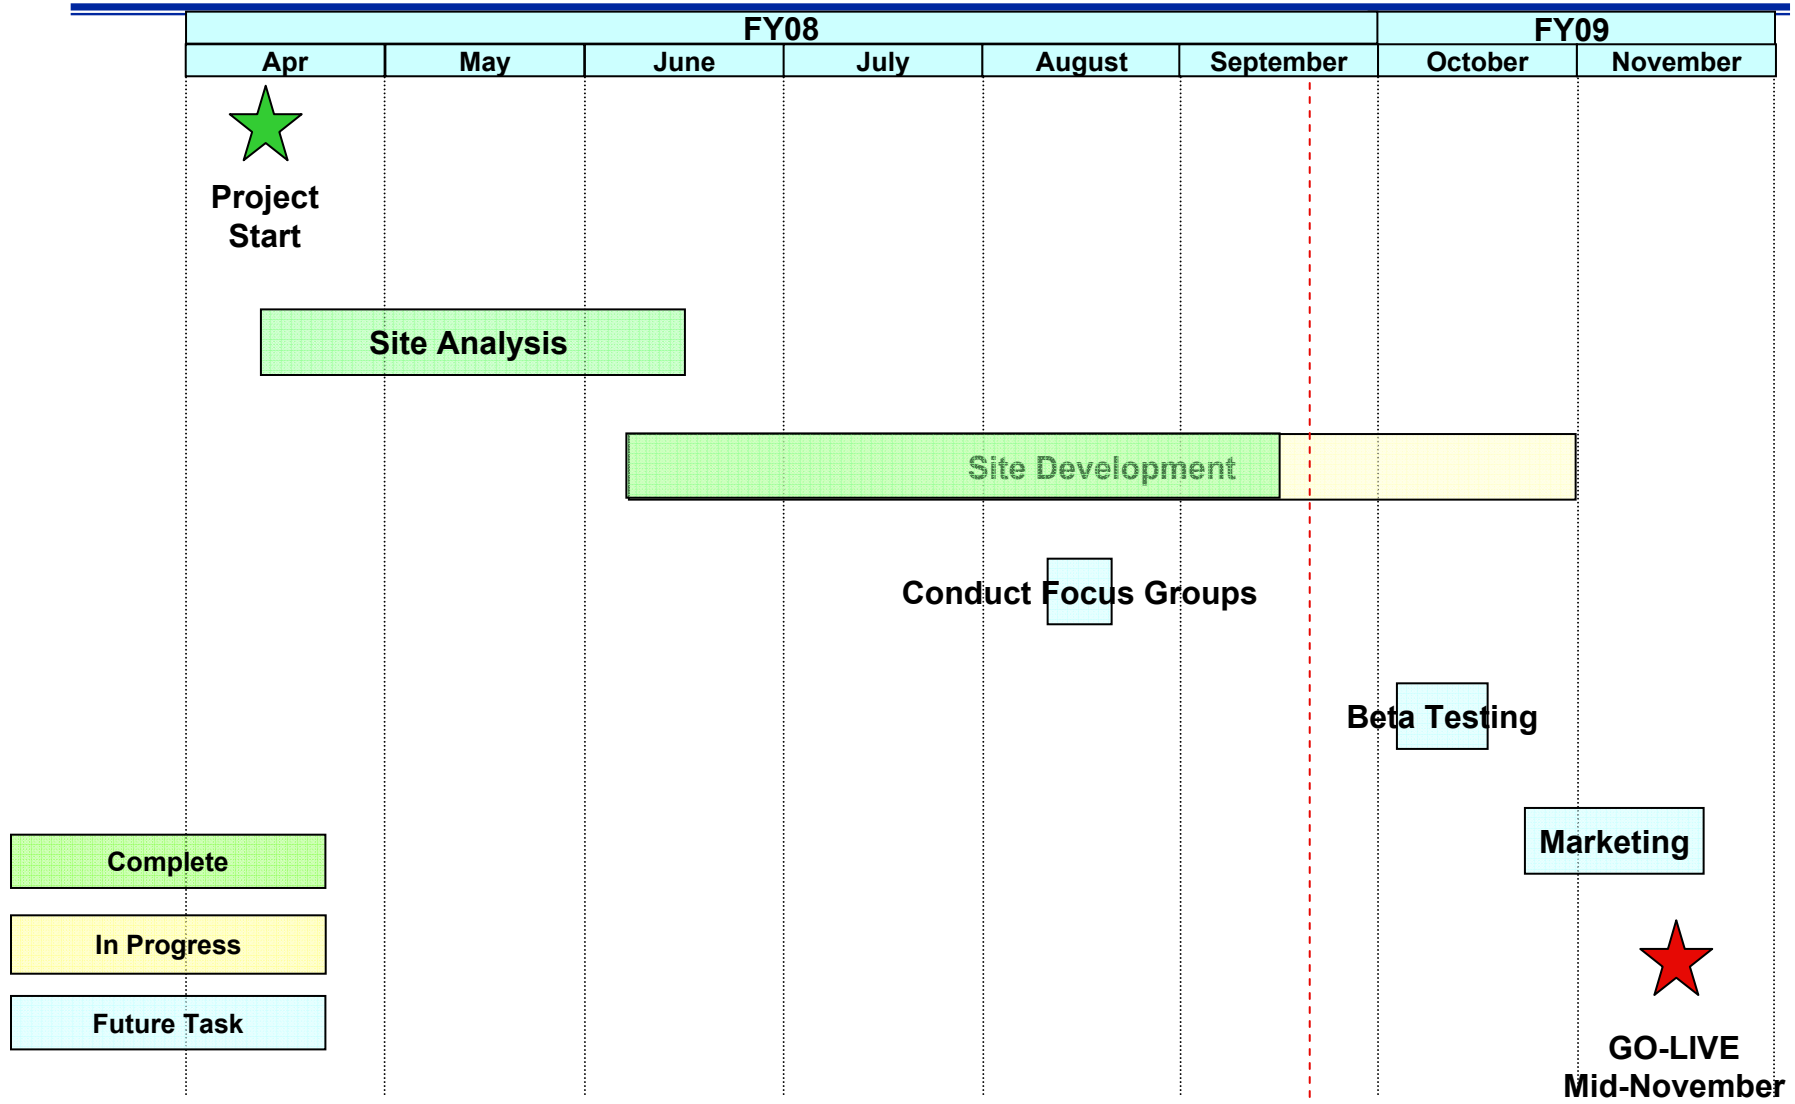 FY08 FY09
Apr May June July August September October November
Project
Start
Site Analysis
Site Development
Conduct Focus Groups
Beta Testing
Marketing
Complete
In Progress
Future Task
GO-LIVE
Mid-November